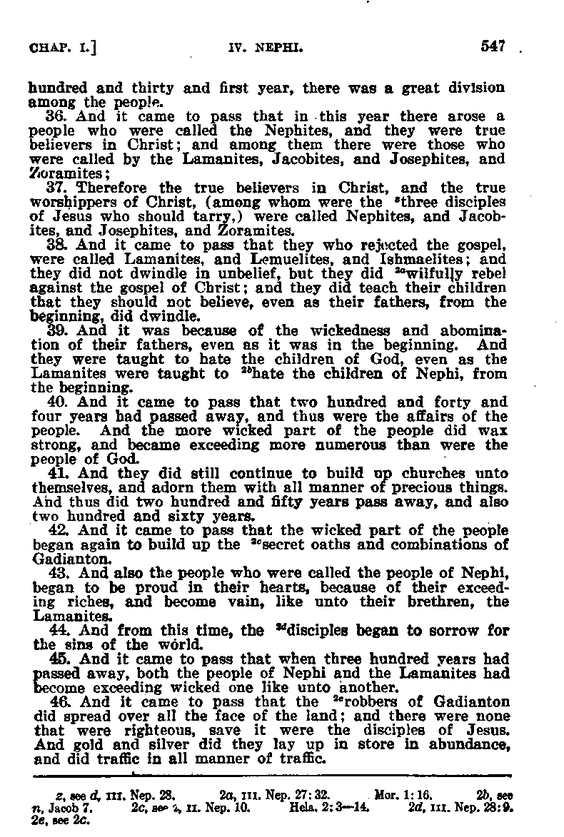 CHAP. I.] IV. NEPHI. 547
hundred and thirty and first year, there was a great division
among the people.
36. And it came to pass that in this year there arose a
people who were called the Nephites, and they were true
believers in Christ; and among them there were those who
were called by the Lamanites, Jacobites, and Josephites, and
Zoramites;
37. Therefore the true believers in Christ, and the true
worshippers of Christ, (among whom were the ᶻthree disciples
of Jesus who should tarry,) were called Nephites, and Jacob-
ites, and Josephites, and Zoramites.
38. And it came to pass that they who rejected the gospel,
were called Lamanites, and Lemuelites, and Ishmaelites; and
they did not dwindle in unbelief, but they did ²ᵃwilfully rebel
against the gospel of Christ; and they did teach their children
that they should not believe, even as their fathers, from the
beginning, did dwindle.
39. And it was because of the wickedness and abomina-
tion of their fathers, even as it was in the beginning. And
they were taught to hate the children of God, even as the
Lamanites were taught to ²ᵇhate the children of Nephi, from
the beginning.
40. And it came to pass that two hundred and forty and
four years had passed away, and thus were the affairs of the
people. And the more wicked part of the people did wax
strong, and became exceeding more numerous than were the
people of God.
41. And they did still continue to build up churches unto
themselves, and adorn them with all manner of precious things.
And thus did two hundred and fifty years pass away, and also
two hundred and sixty years.
42. And it came to pass that the wicked part of the people
began again to build up the ²ᶜsecret oaths and combinations of
Gadianton.
43. And also the people who were called the people of Nephi,
began to be proud in their hearts, because of their exceed-
ing riches, and become vain, like unto their brethren, the
Lamanites.
44. And from this time, the ²ᵈdisciples began to sorrow for
the sins of the world.
45. And it came to pass that when three hundred years had
passed away, both the people of Nephi and the Lamanites had
become exceeding wicked one like unto another.
46. And it came to pass that the ²ᵉrobbers of Gadianton
did spread over all the face of the land; and there were none
that were righteous, save it were the disciples of Jesus.
And gold and silver did they lay up in store in abundance,
and did traffic in all manner of traffic.
z, see d, III. Nep. 28. 2a, III. Nep. 27: 32. Mor. 1: 16. 2b, see
n, Jacob 7. 2c, see II. Nep. 10. Hela. 2: 3—14. 2d, III. Nep. 28: 9.
2e, see 2c.